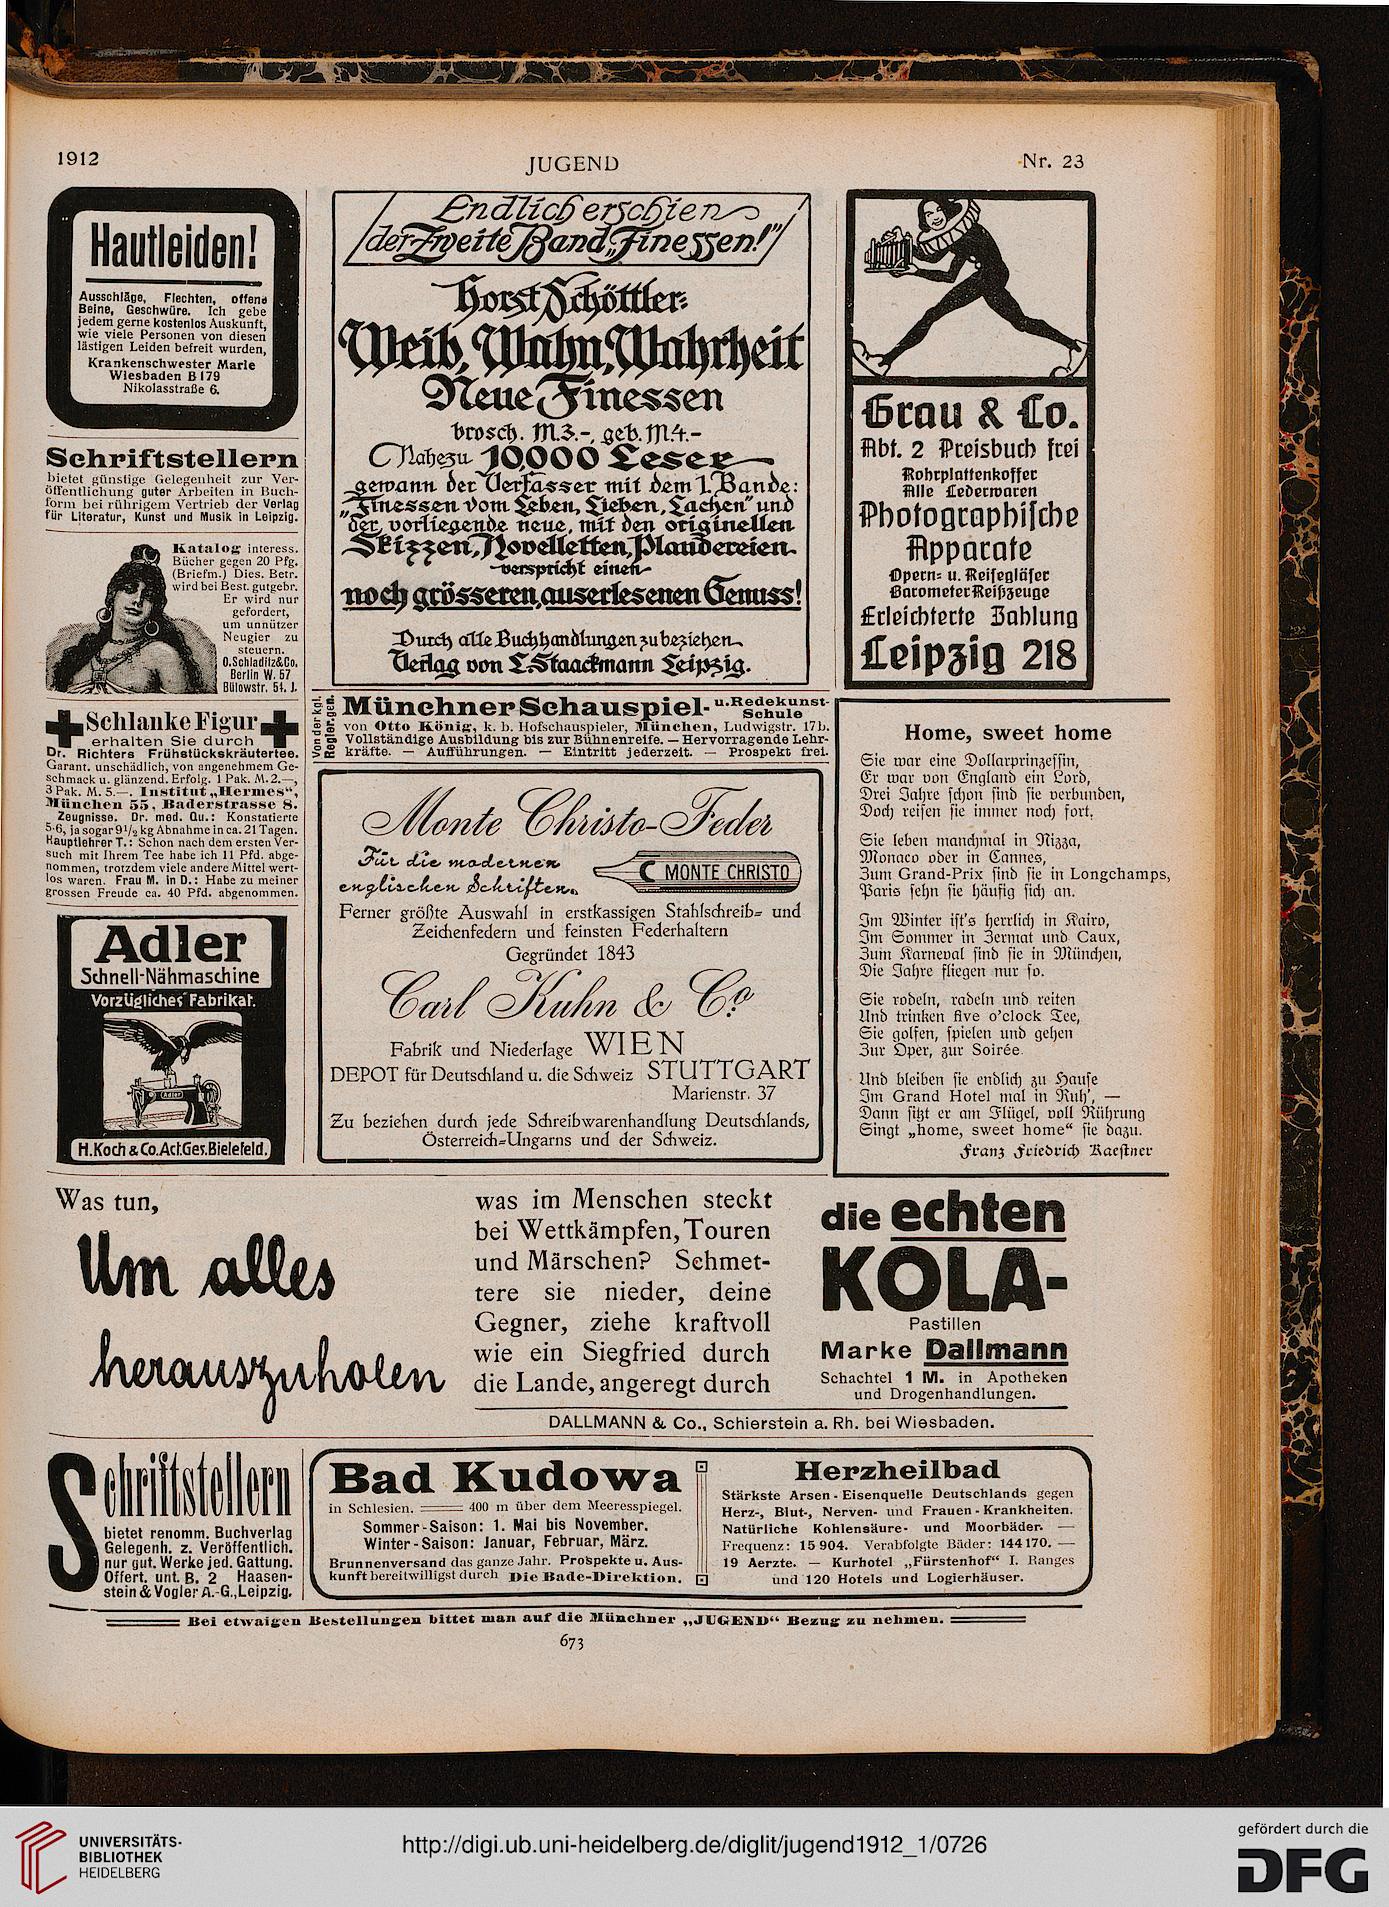 1912
JUGEND
Nr. 23
Hautleiden!
Ausschläge, Flechten, offene
Beine, Geschwüre. Ich gebe
jedem gerne kostenlos Auskunft,
wie viele Personen von diesen
lästigen Leiden befreit wurden,
Krankenschwester Marie
Wiesbaden B 179
Nikolasstraße 6.
Schriftstellern
bietet günstige Gelegenheit zur Ver-
öffentlichung guter Arbeiten in Buch-
form bei rührigem Vertrieb der Verlag
für Literatur, Kunst und Musik in Leipzig.
Katalog interess.
Bücher gegen 20 Pfg.
(Briefm.) Dies. Betr.
wird bei Best. gutgebr.
Er wird nur
gefordert,
um unnützer
Neugier zu
steuern.
O.Schladitz&Co.
Berlin W. 57
Bülowstr. 54. J.
Schlanke Figur
erhalten Sie durch
Dr. Richters Frühstückskräutertee.
Garant. unschädlich, von angenehmem Ge-
schmack u. glänzend. Erfolg. 1 Pak. M. 2.—,
3 Pak. M. 5.—. Institut „Hermes“,
München 55, Baderstrasse 8.
Zeugnisse. Dr. med. Qu.: Konstatierte
5-6, ja sogar 9½ kg Abnahme in ca. 21 Tagen.
Hauptlehrer T.: Schon nach dem ersten Ver-
such mit Ihrem Tee habe ich 11 Pfd. abge-
nommen, trotzdem viele andere Mittel wert-
los waren. Frau M. in D.: Habe zu meiner
grossen Freude ca. 40 Pfd. abgenommen.
Adler
Schnell-Nähmaschine
Vorzügliches Fabrikat.
Adler
H.Koch & Co.Act.Ges.Bielefeld.
Endlich erschien
der Zweite Band „Finessen!“
Horst Schöttler:
Weib, Wahn, Wahrheit
Neue Finessen
brosch. M.3.-, geb. M.4.-
Nahezu 10,000 Leser
gewann der Verfasser mit dem 1. Bande:
„Finessen vom Leben, Lieben, Lachen“ und
der vorliegende neue, mit den originellen
Skizzen, Novelletten, Plaudereien
verspricht einen
noch grösseren, auserlesenen Genuss!
Durch alle Buchhandlungen zu beziehen
Verlag von L. Staackmann Leipzig.
Von der kgl.
Regier. gen.
Münchner Schauspiel- u. Redekunst-
Schule
von Otto König, k. b. Hofschauspieler, München, Ludwigstr. 17b.
Vollständige Ausbildung bis zur Bühnenreife. — Hervorragende Lehr-
kräfte. — Aufführungen. — Eintritt jederzeit. — Prospekt frei.
Monte Christo-Feder
Für die modernen
englischen Schriften.
MONTE CHRISTO
Ferner größte Auswahl in erstkassigen Stahlschreib- und
Zeichenfedern und feinsten Federhaltern
Gegründet 1843
Carl Kuhn & Co.
Fabrik und Niederlage WIEN
DEPOT für Deutschland u. die Schweiz STUTTGART
Marienstr. 37
Zu beziehen durch jede Schreibwarenhandlung Deutschlands,
Österreich-Ungarns und der Schweiz.
Grau & Co.
Abt. 2 Preisbuch frei
Rohrplattenkoffer
Alle Lederwaren
Photographische
Apparate
Opern- u. Reisegläser
Barometer Reißzeuge
Erleichterte Zahlung
Leipzig 218
Home, sweet home
Sie war eine Dollarprinzessin,
Er war von England ein Lord,
Drei Jahre schon sind sie verbunden,
Doch reisen sie immer noch fort.
Sie leben manchmal in Nizza,
Monaco oder in Cannes,
Zum Grand-Prix sind sie in Longchamps,
Paris sehn sie häufig sich an.
Im Winter ist's herrlich in Kairo,
Im Sommer in Zermat und Caux,
Zum Karneval sind sie in München,
Die Jahre fliegen nur so.
Sie rodeln, radeln und reiten
Und trinken five o'clock Tee,
Sie golfen, spielen und gehen
Zur Oper, zur Soirée
Und bleiben sie endlich zu Hause
Im Grand Hotel mal in Ruh', —
Dann sitzt er am Flügel, voll Rührung
Singt „home, sweet home“ sie dazu.
Franz Friedrich Kaestner
Was tun,
Um alles
herauszuholen
was im Menschen steckt
bei Wettkämpfen, Touren
und Märschen? Schmet-
tere sie nieder, deine
Gegner, ziehe kraftvoll
wie ein Siegfried durch
die Lande, angeregt durch
die echten
KOLA-
Pastillen
Marke Dallmann
Schachtel 1 M. in Apotheken
und Drogenhandlungen.
DALLMANN & Co., Schierstein a. Rh. bei Wiesbaden.
Schriftstellern
bietet renomm. Buchverlag
Gelegenh. z. Veröffentlich.
nur gut. Werke jed. Gattung.
Offert. unt. B. 2 Haasen-
stein & Vogler A.-G., Leipzig.
Bad Kudowa
in Schlesien. 400 m über dem Meeresspiegel.
Sommer-Saison: 1. Mai bis November.
Winter-Saison: Januar, Februar, März.
Brunnenversand das ganze Jahr. Prospekte u. Aus-
kunft bereitwilligst durch Die Bade-Direktion.
Herzheilbad
Stärkste Arsen-Eisenquelle Deutschlands gegen
Herz-, Blut-, Nerven- und Frauen-Krankheiten.
Natürliche Kohlensäure- und Moorbäder. —
Frequenz: 15 904. Verabfolgte Bäder: 144 170. —
19 Aerzte. — Kurhotel „Fürstenhof“ I. Ranges
und 120 Hotels und Logierhäuser.
Bei etwaigen Bestellungen bittet man auf die Münchner „JUGEND“ Bezug zu nehmen.
673
UNIVERSITÄTS-
BIBLIOTHEK
HEIDELBERG
http://digi.ub.uni-heidelberg.de/diglit/jugend1912_1/0726
gefördert durch die
DFG